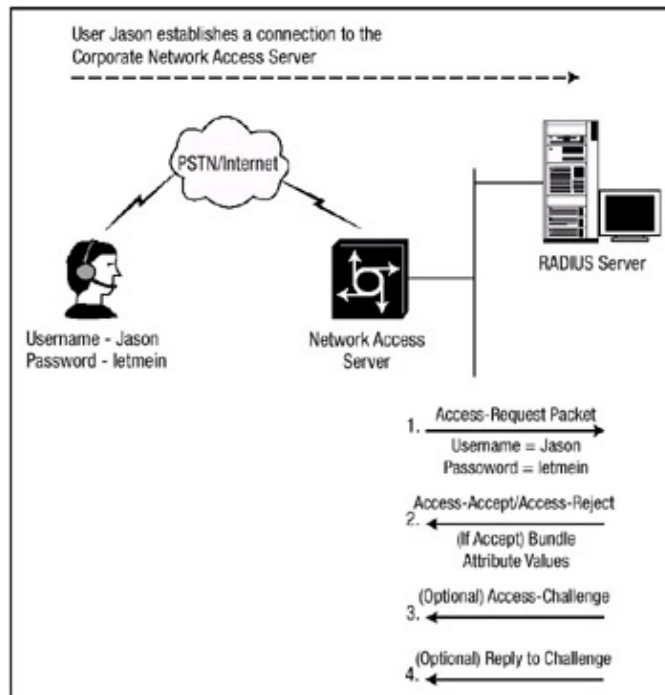 User Jason establishes a connection to the
Corporate Network Access Server
PSTN/Internet
RADIUS Server
Username - Jason
Password - letmein
Network Access
Server
1. Access-Request Packet
Username = Jason
Passoword = letmein
2. Access-Accept/Access-Reject
(If Accept) Bundle
Attribute Values
3. (Optional) Access-Challenge
4. (Optional) Reply to Challenge